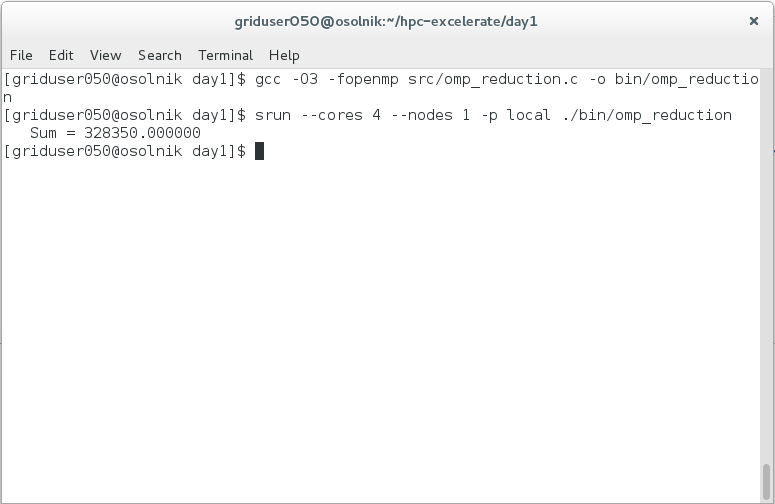 griduser050@osolnik:~/hpc-excelerate/day1
File Edit View Search Terminal Help
[griduser050@osolnik day1]$ gcc -O3 -fopenmp src/omp_reduction.c -o bin/omp_reductio
n
[griduser050@osolnik day1]$ srun --cores 4 --nodes 1 -p local ./bin/omp_reduction
   Sum = 328350.000000
[griduser050@osolnik day1]$